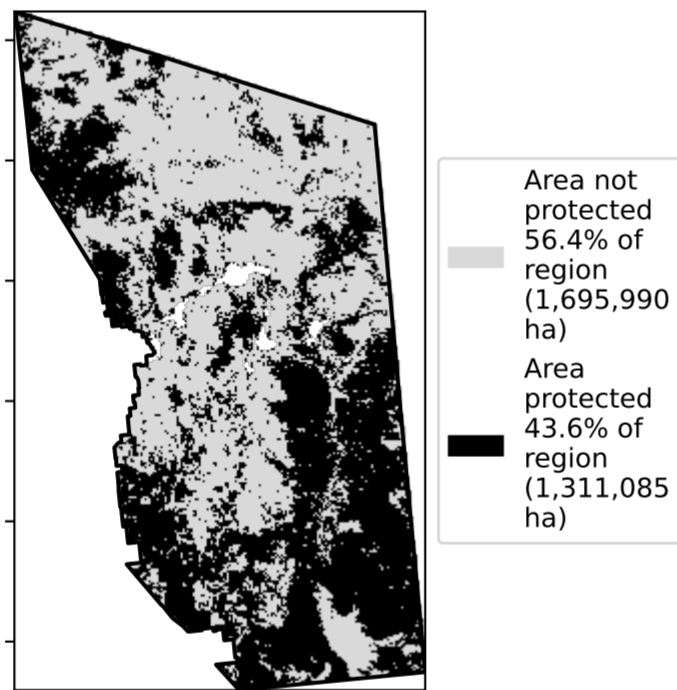 Area not
protected
56.4% of
region
(1,695,990
ha)
Area
protected
43.6% of
region
(1,311,085
ha)